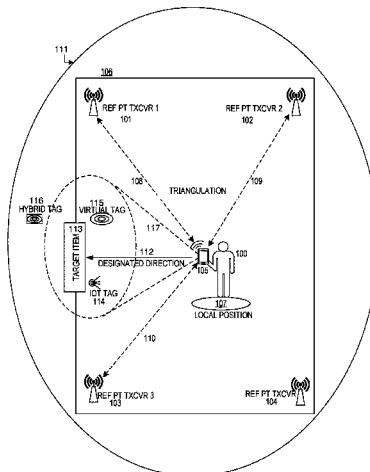 111
106
REF PT TXCVR 1
101
REF PT TXCVR 2
102
108
109
TRIANGULATION
116
HYBRID TAG
115
VIRTUAL TAG
117
113
TARGET ITEM
112
DESIGNATED DIRECTION
IOT TAG
114
105
100
107
LOCAL POSITION
110
REF PT TXCVR 3
103
REF PT TXCVR
104